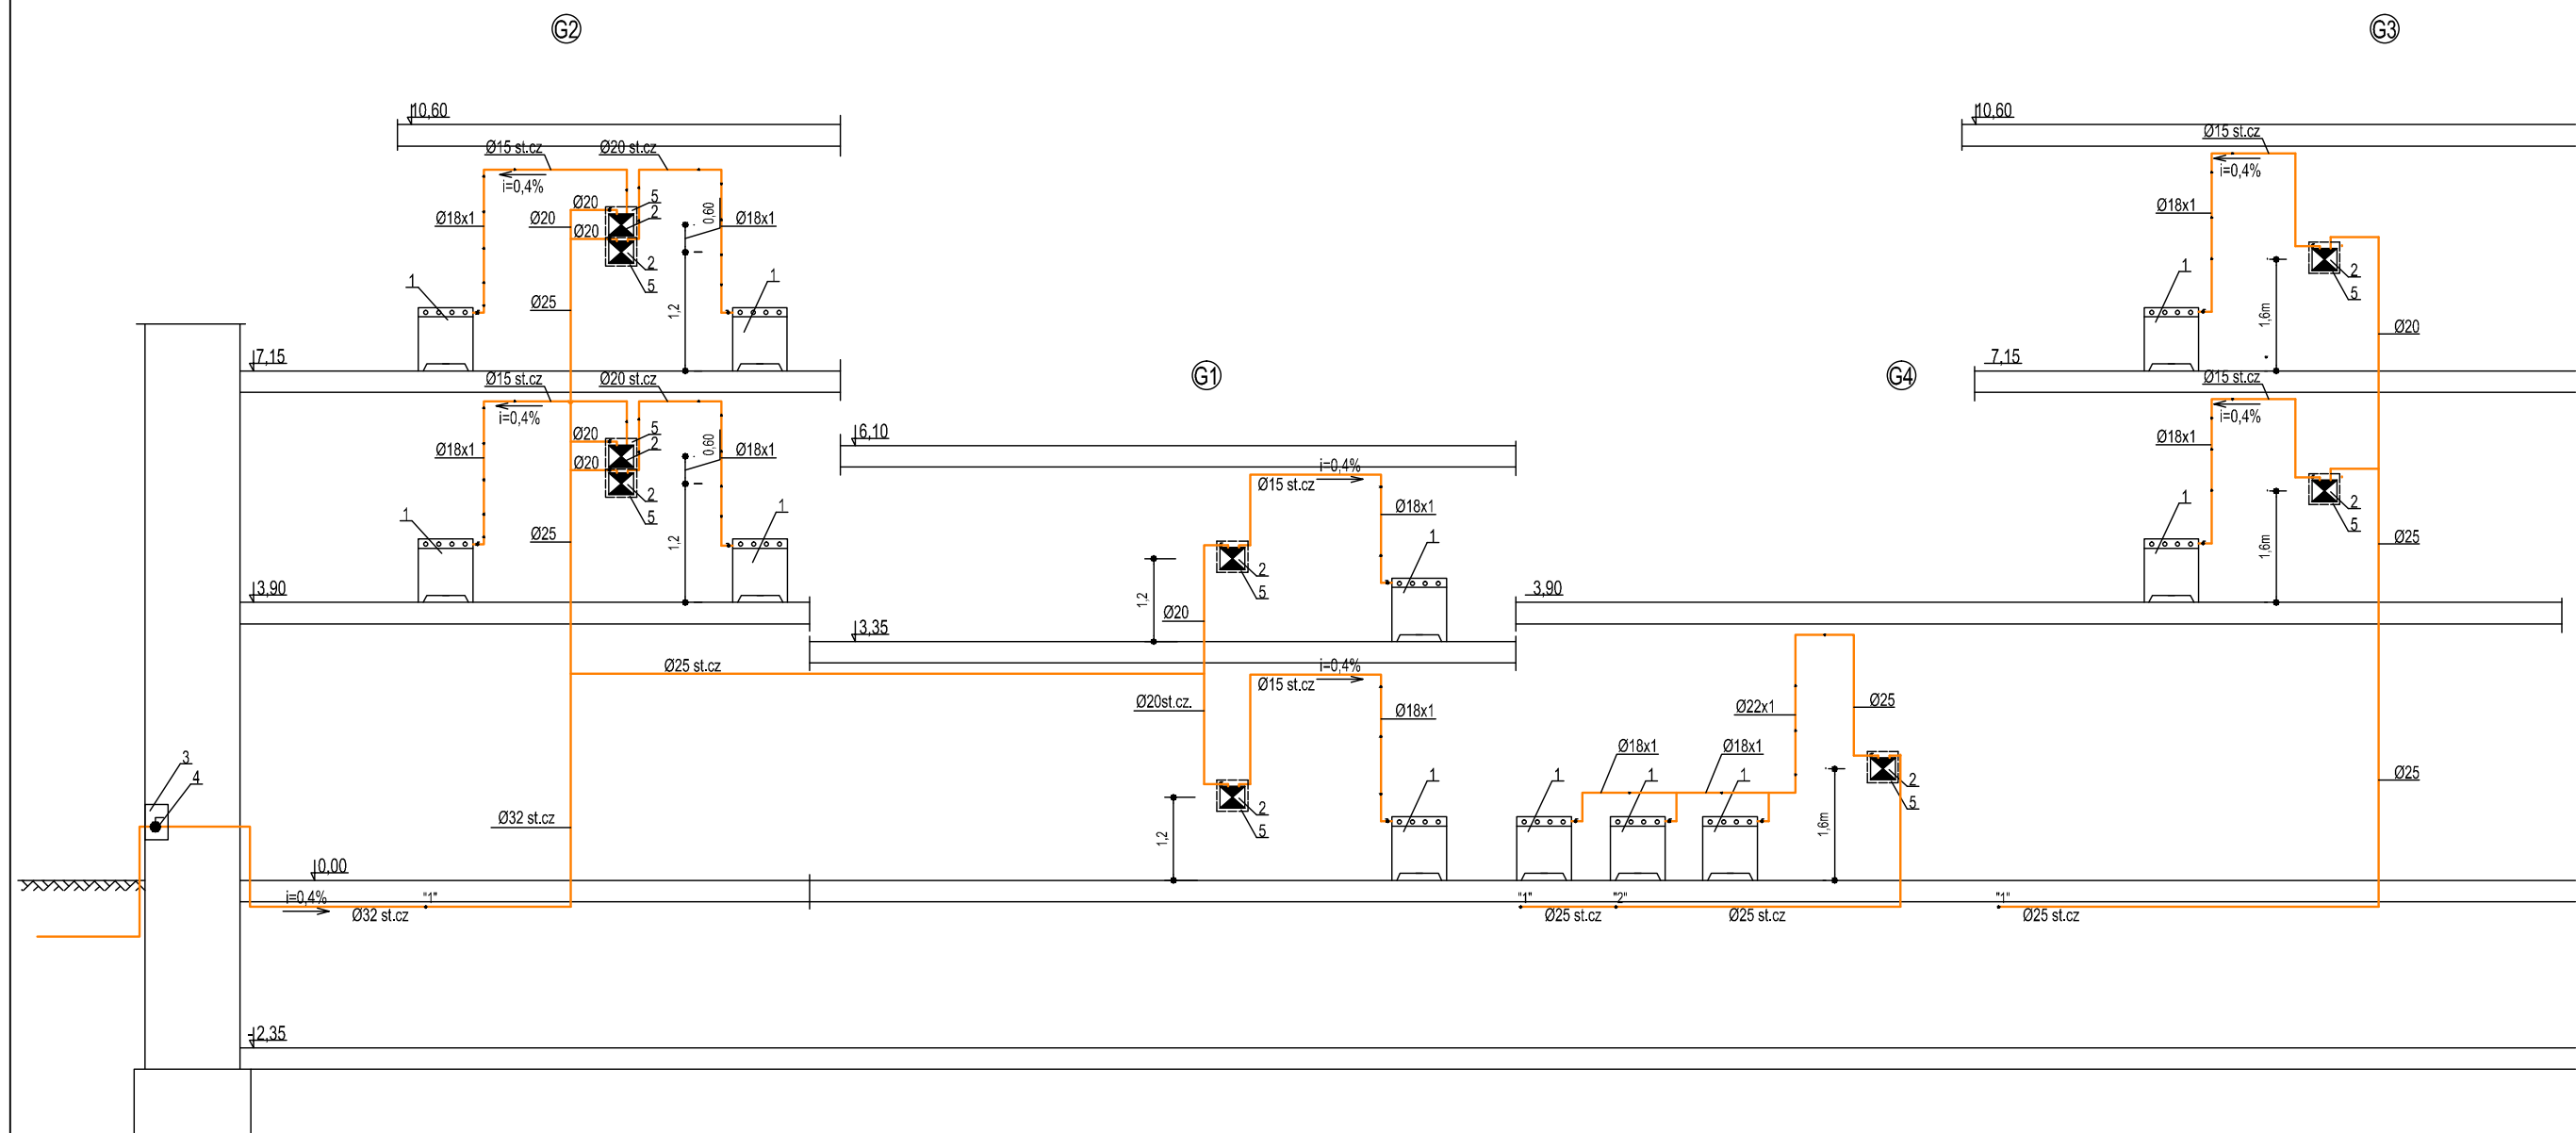 G2
G3
10,60
10,60
Ø15 st.cz
Ø20 st.cz
Ø15 st.cz
i=0,4%
i=0,4%
Ø20
5
2
Ø18x1
Ø20
0,60
Ø18x1
Ø18x1
Ø20
2
5
1
1
1
2
5
Ø25
1,2
1,6m
Ø20
7,15
7,15
G1
G4
Ø15 st.cz
Ø20 st.cz
Ø15 st.cz
i=0,4%
i=0,4%
6,10
Ø20
5
2
Ø18x1
0,60
Ø18x1
Ø18x1
Ø20
i=0,4%
Ø15 st.cz
2
5
1
1
Ø18x1
1
2
5
Ø25
1,2
1
1,6m
Ø25
2
5
3,90
1,2
3,90
Ø20
3,35
Ø25 st.cz
i=0,4%
Ø15 st.cz
Ø20st.cz.
Ø18x1
Ø22x1
Ø25
Ø18x1
Ø18x1
3
4
1
1
1
1
2
5
Ø25
2
5
Ø32 st.cz
1,2
1,6m
0,00
i=0,4%
"1"
Ø32 st.cz
"1"
"2"
"1"
Ø25 st.cz
Ø25 st.cz
Ø25 st.cz
-2,35